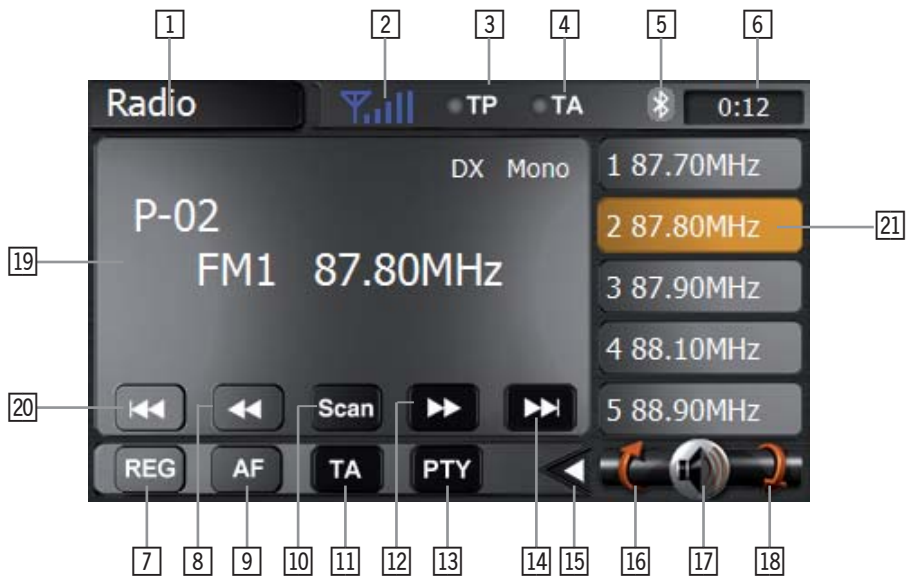 1 2 3 4 5 6
Radio TP TA 0:12
DX Mono
P-02
FM1 87.80MHz
1 87.70MHz
2 87.80MHz
3 87.90MHz
4 88.10MHz
5 88.90MHz
19
21
20
Scan
REG AF TA PTY
7 8 9 10 11 12 13 14 15 16 17 18